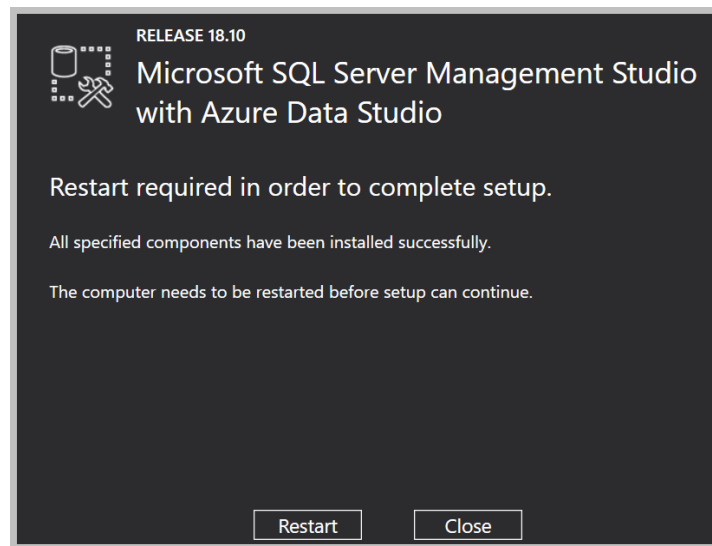 RELEASE 18.10
Microsoft SQL Server Management Studio
with Azure Data Studio
Restart required in order to complete setup.
All specified components have been installed successfully.
The computer needs to be restarted before setup can continue.
Restart Close